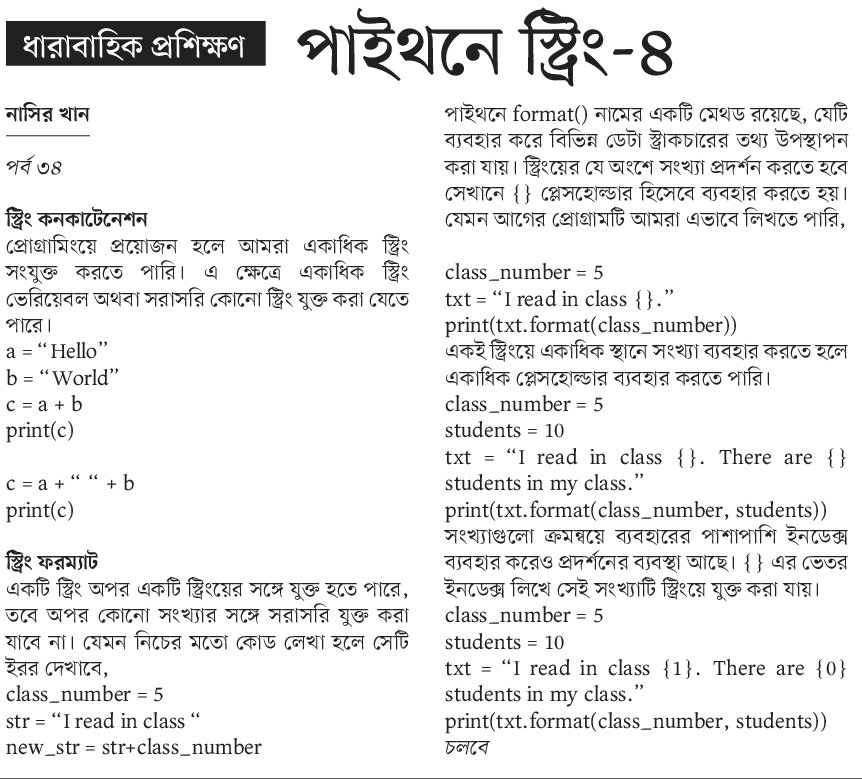 ধারাবাহিক প্রশিক্ষণ
পাইথনে স্ট্রিং-৪
নাসির খান
পর্ব ৩৪
স্ট্রিং কনকাটেনেশন
প্রোগ্রামিংয়ে প্রয়োজন হলে আমরা একাধিক স্ট্রিং
সংযুক্ত করতে পারি। এ ক্ষেত্রে একাধিক স্ট্রিং
ভেরিয়েবল অথবা সরাসরি কোনো স্ট্রিং যুক্ত করা যেতে
পারে।
a = “Hello”
b = “World”
c = a + b
print(c)
c = a + “ “ + b
print(c)
স্ট্রিং ফরম্যাট
একটি স্ট্রিং অপর একটি স্ট্রিংয়ের সঙ্গে যুক্ত হতে পারে,
তবে অপর কোনো সংখ্যার সঙ্গে সরাসরি যুক্ত করা
যাবে না। যেমন নিচের মতো কোড লেখা হলে সেটি
ইরর দেখাবে,
class_number = 5
str = “I read in class “
new_str = str+class_number
পাইথনে format() নামের একটি মেথড রয়েছে, যেটি
ব্যবহার করে বিভিন্ন ডেটা স্ট্রাকচারের তথ্য উপস্থাপন
করা যায়। স্ট্রিংয়ের যে অংশে সংখ্যা প্রদর্শন করতে হবে
সেখানে {} প্লেসহোল্ডার হিসেবে ব্যবহার করতে হয়।
যেমন আগের প্রোগ্রামটি আমরা এভাবে লিখতে পারি,
class_number = 5
txt = “I read in class {}.”
print(txt.format(class_number))
একই স্ট্রিংয়ে একাধিক স্থানে সংখ্যা ব্যবহার করতে হলে
একাধিক প্লেসহোল্ডার ব্যবহার করতে পারি।
class_number = 5
students = 10
txt = “I read in class {}. There are {}
students in my class.”
print(txt.format(class_number, students))
সংখ্যাগুলো ক্রমন্বয়ে ব্যবহারের পাশাপাশি ইনডেক্স
ব্যবহার করেও প্রদর্শনের ব্যবস্থা আছে। {} এর ভেতর
ইনডেক্স লিখে সেই সংখ্যাটি স্ট্রিংয়ে যুক্ত করা যায়।
class_number = 5
students = 10
txt = “I read in class {1}. There are {0}
students in my class.”
print(txt.format(class_number, students))
চলবে